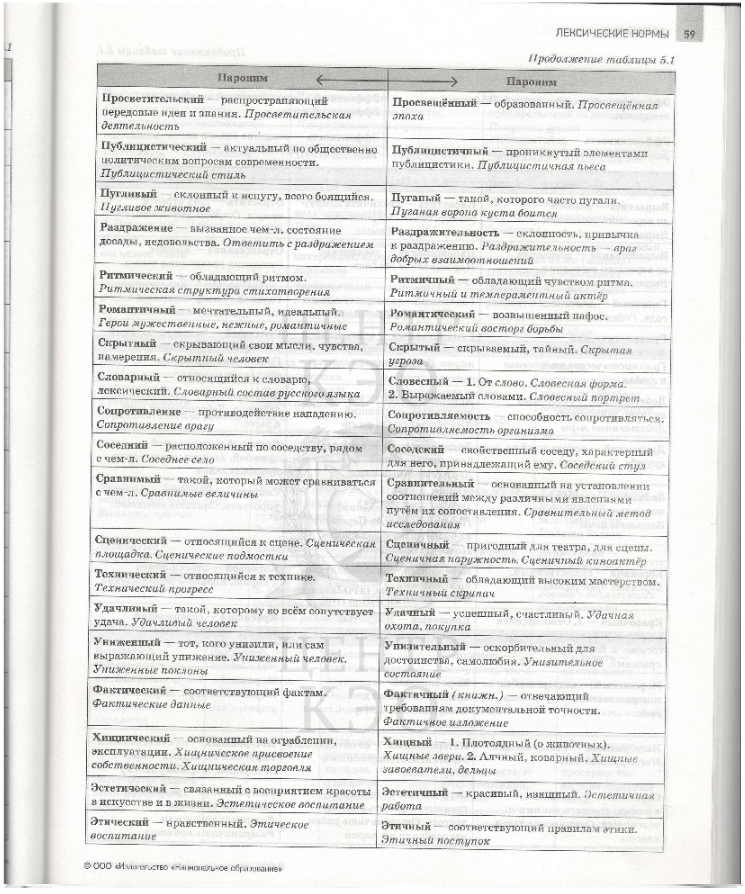 ЛЕКСИЧЕСКИЕ НОРМЫ 59
Продолжение таблицы 5.1
Пароним
Пароним
Просветительский — распространяющий
передовые идеи и знания. Просветительская
деятельность
Просвещённый — образованный. Просвещённая
эпоха
Публицистический — актуальный по общественно
политическим вопросам современности.
Публицистический стиль
Публицистичный — проникнутый элементами
публицистики. Публицистичная пьеса
Пугливый — склонный к испугу, всего боящийся.
Пугливое животное
Пуганый — такой, которого часто пугали.
Пуганая ворона куста боится
Раздражение — вызванное чем-л. состояние
досады, недовольства. Ответить с раздражением
Раздражительность — склонность, привычка
к раздражению. Раздражительность — враг
добрых взаимоотношений
Ритмический — обладающий ритмом.
Ритмическая структура стихотворения
Ритмичный — обладающий чувством ритма.
Ритмичный и темпераментный актёр
Романтичный — мечтательный, идеальный.
Герои мужественные, нежные, романтичные
Романтический — возвышенный пафос.
Романтический восторг борьбы
Скрытный — скрывающий свои мысли, чувства,
намерения. Скрытный человек
Скрытый — скрываемый, тайный. Скрытая
угроза
Словарный — относящийся к словарю,
лексический. Словарный состав русского языка
Словесный — 1. От слово. Словесная форма.
2. Выражаемый словами. Словесный портрет
Сопротивление — противодействие нападению.
Сопротивление врагу
Сопротивляемость — способность сопротивляться.
Сопротивляемость организма
Соседний — расположенный по соседству, рядом
с чем-л. Соседнее село
Соседский — свойственный соседу, характерный
для него, принадлежащий ему. Соседский стул
Сравнимый — такой, который может сравниваться
с чем-л. Сравнимые величины
Сравнительный — основанный на установлении
соотношений между различными явлениями
путём их сопоставления. Сравнительный метод
исследования
Сценический — относящийся к сцене. Сценическая
площадка. Сценические подмостки
Сценичный — пригодный для театра, для сцены.
Сценичная наружность. Сценичный киноактёр
Технический — относящийся к технике.
Технический прогресс
Техничный — обладающий высоким мастерством.
Техничный скрипач
Удачливый — такой, которому во всём сопутствует
удача. Удачливый человек
Удачный — успешный, счастливый. Удачная
охота, покупка
Униженный — тот, кого унизили, или сам
выражающий унижение. Униженный человек.
Униженные поклоны
Унизительный — оскорбительный для
достоинства, самолюбия. Унизительное
состояние
Фактический — соответствующий фактам.
Фактические данные
Фактичный (книжн.) — отвечающий
требованиям документальной точности.
Фактичное изложение
Хищнический — основанный на ограблении,
эксплуатации. Хищническое присвоение
собственности. Хищническая торговля
Хищный — 1. Плотоядный (о животных).
Хищные звери. 2. Алчный, коварный. Хищные
завоеватели, дельцы
Эстетический — связанный с восприятием красоты
в искусстве и в жизни. Эстетическое воспитание
Эстетичный — красивый, изящный. Эстетичная
работа
Этический — нравственный. Этическое
воспитание
Этичный — соответствующий правилам этики.
Этичный поступок
© ООО «Издательство «Национальное образование»
ЦЕНТР
КЭО
ЦЕНТР
КЭО